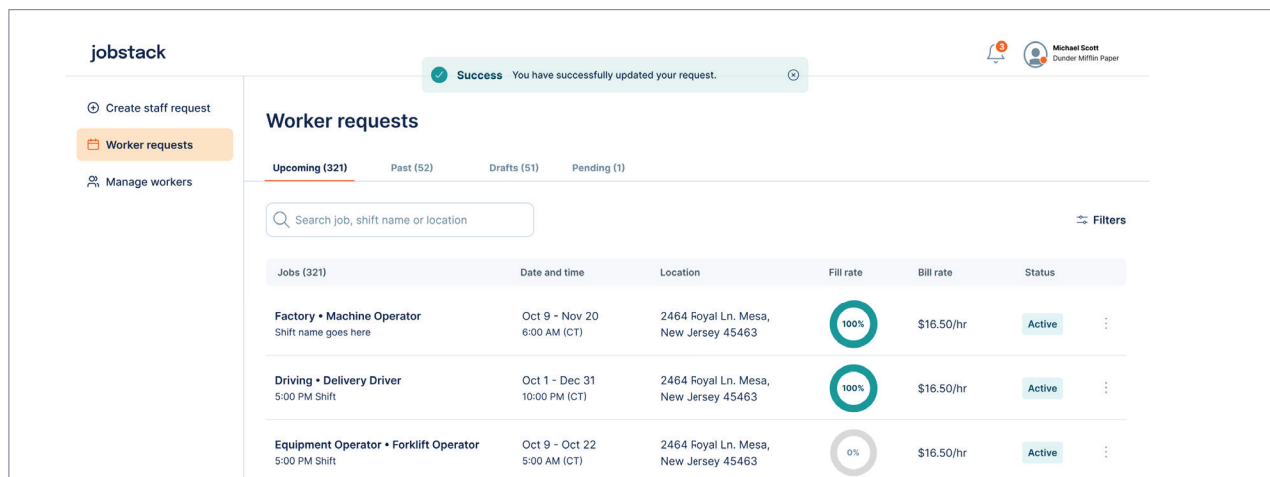 jobstack
Success You have successfully updated your request.
3
Michael Scott
Dunder Mifflin Paper
Create staff request
Worker requests
Manage workers
Worker requests
Upcoming (321) Past (52) Drafts (51) Pending (1)
Search job, shift name or location
Filters
Jobs (321) Date and time Location Fill rate Bill rate Status
Factory • Machine Operator Oct 9 - Nov 20 2464 Royal Ln. Mesa,
Shift name goes here 6:00 AM (CT) New Jersey 45463 100% $16.50/hr Active
Driving • Delivery Driver Oct 1 - Dec 31 2464 Royal Ln. Mesa,
5:00 PM Shift 10:00 PM (CT) New Jersey 45463 100% $16.50/hr Active
Equipment Operator • Forklift Operator Oct 9 - Oct 22 2464 Royal Ln. Mesa,
5:00 PM Shift 5:00 AM (CT) New Jersey 45463 0% $16.50/hr Active